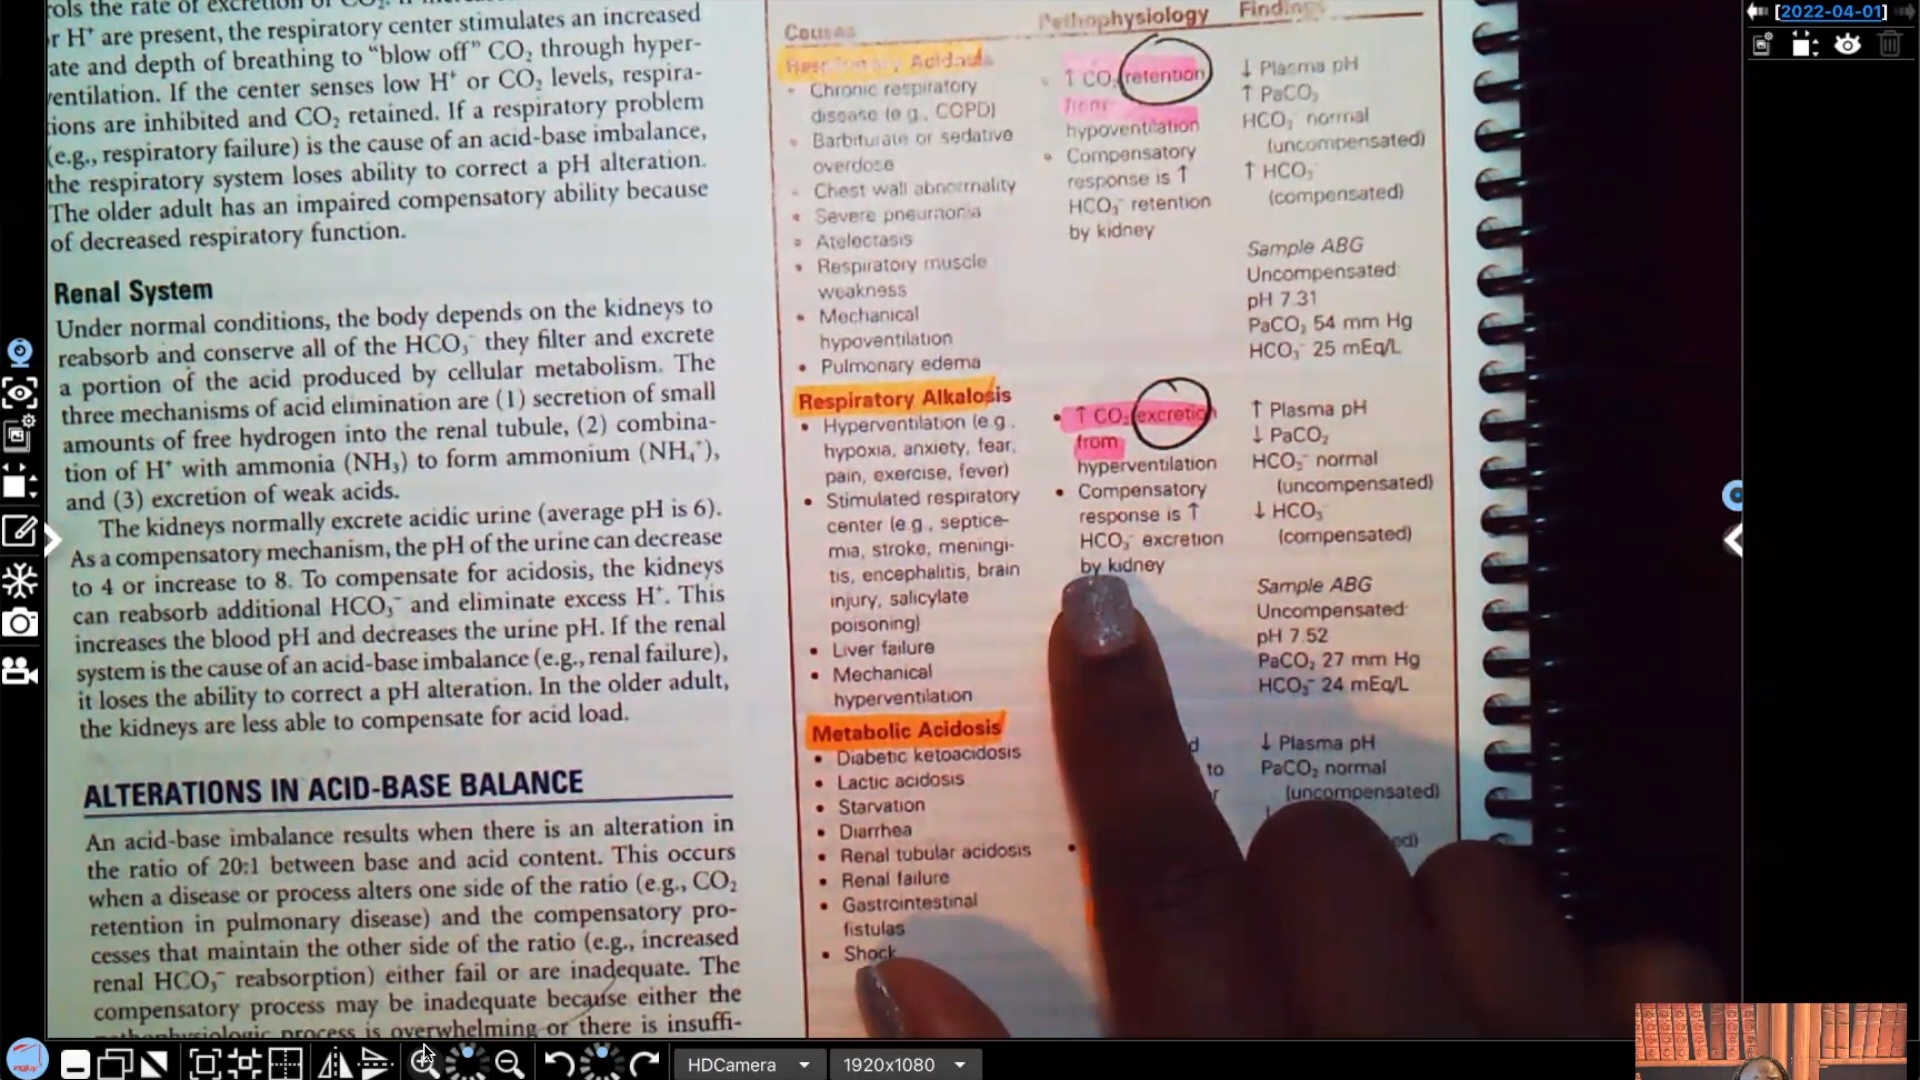 r H⁺ are present, the respiratory center stimulates an increased
ate and depth of breathing to “blow off” CO₂ through hyper-
ventilation. If the center senses low H⁺ or CO₂ levels, respira-
tions are inhibited and CO₂ retained. If a respiratory problem
(e.g., respiratory failure) is the cause of an acid-base imbalance,
the respiratory system loses ability to correct a pH alteration.
The older adult has an impaired compensatory ability because
of decreased respiratory function.
Renal System
Under normal conditions, the body depends on the kidneys to
reabsorb and conserve all of the HCO₃⁻ they filter and excrete
a portion of the acid produced by cellular metabolism. The
three mechanisms of acid elimination are (1) secretion of small
amounts of free hydrogen into the renal tubule, (2) combina-
tion of H⁺ with ammonia (NH₃) to form ammonium (NH₄⁺),
and (3) excretion of weak acids.
The kidneys normally excrete acidic urine (average pH is 6).
As a compensatory mechanism, the pH of the urine can decrease
to 4 or increase to 8. To compensate for acidosis, the kidneys
can reabsorb additional HCO₃⁻ and eliminate excess H⁺. This
increases the blood pH and decreases the urine pH. If the renal
system is the cause of an acid-base imbalance (e.g., renal failure),
it loses the ability to correct a pH alteration. In the older adult,
the kidneys are less able to compensate for acid load.
ALTERATIONS IN ACID-BASE BALANCE
An acid-base imbalance results when there is an alteration in
the ratio of 20:1 between base and acid content. This occurs
when a disease or process alters one side of the ratio (e.g., CO₂
retention in pulmonary disease) and the compensatory pro-
cesses that maintain the other side of the ratio (e.g., increased
renal HCO₃⁻ reabsorption) either fail or are inadequate. The
compensatory process may be inadequate because either the
pathophysiologic process is overwhelming or there is insuffi-
Causes
Respiratory Acidosis
• Chronic respiratory
disease (e.g., COPD)
• Barbiturate or sedative
overdose
• Chest wall abnormality
• Severe pneumonia
• Atelectasis
• Respiratory muscle
weakness
• Mechanical
hypoventilation
• Pulmonary edema
Respiratory Alkalosis
• Hyperventilation (e.g.,
hypoxia, anxiety, fear,
pain, exercise, fever)
• Stimulated respiratory
center (e.g., septice-
mia, stroke, meningi-
tis, encephalitis, brain
injury, salicylate
poisoning)
• Liver failure
• Mechanical
hyperventilation
Metabolic Acidosis
• Diabetic ketoacidosis
• Lactic acidosis
• Starvation
• Diarrhea
• Renal tubular acidosis
• Renal failure
• Gastrointestinal
fistulas
• Shock
Pathophysiology
• ↑ CO₂ retention
from
hypoventilation
• Compensatory
response is ↑
HCO₃⁻ retention
by kidney
• ↑ CO₂ excretion
from
hyperventilation
• Compensatory
response is ↑
HCO₃⁻ excretion
by kidney
to
Findings
↓ Plasma pH
↑ PaCO₂
HCO₃⁻ normal
(uncompensated)
↑ HCO₃⁻
(compensated)
Sample ABG
Uncompensated:
pH 7.31
PaCO₂ 54 mm Hg
HCO₃⁻ 25 mEq/L
↑ Plasma pH
↓ PaCO₂
HCO₃⁻ normal
(uncompensated)
↓ HCO₃⁻
(compensated)
Sample ABG
Uncompensated:
pH 7.52
PaCO₂ 27 mm Hg
HCO₃⁻ 24 mEq/L
↓ Plasma pH
PaCO₂ normal
(uncompensated)
[2022-04-01]
HDCamera
1920x1080